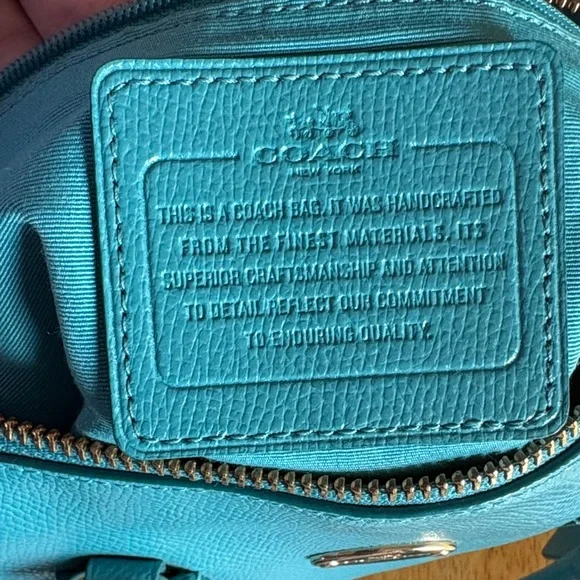 COACH
NEW YORK
THIS IS A COACH BAG. IT WAS HANDCRAFTED
FROM THE FINEST MATERIALS. ITS
SUPERIOR CRAFTSMANSHIP AND ATTENTION
TO DETAIL REFLECT OUR COMMITMENT
TO ENDURING QUALITY.